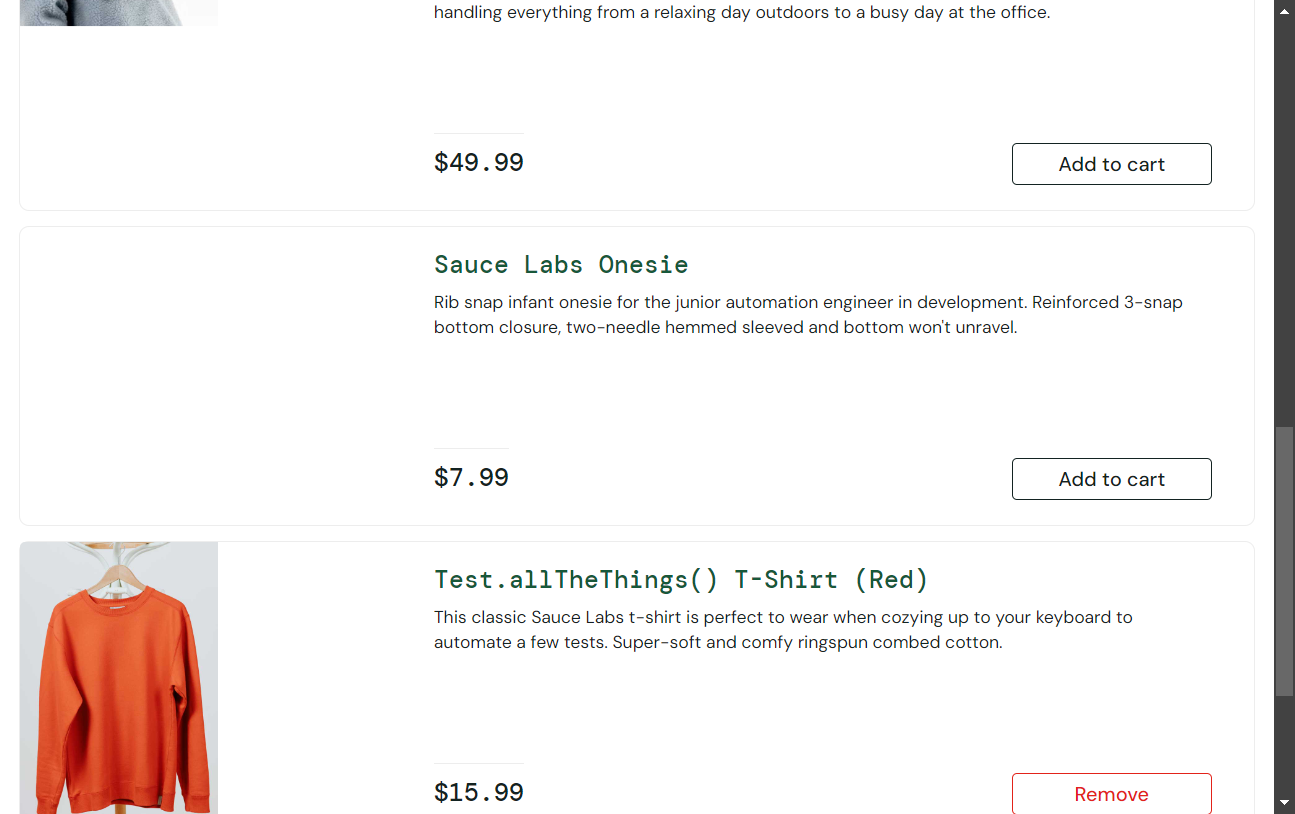 handling everything from a relaxing day outdoors to a busy day at the office.
$49.99
Add to cart
Sauce Labs Onesie
Rib snap infant onesie for the junior automation engineer in development. Reinforced 3-snap
bottom closure, two-needle hemmed sleeved and bottom won't unravel.
$7.99
Add to cart
Test.allTheThings() T-Shirt (Red)
This classic Sauce Labs t-shirt is perfect to wear when cozying up to your keyboard to
automate a few tests. Super-soft and comfy ringspun combed cotton.
$15.99
Remove